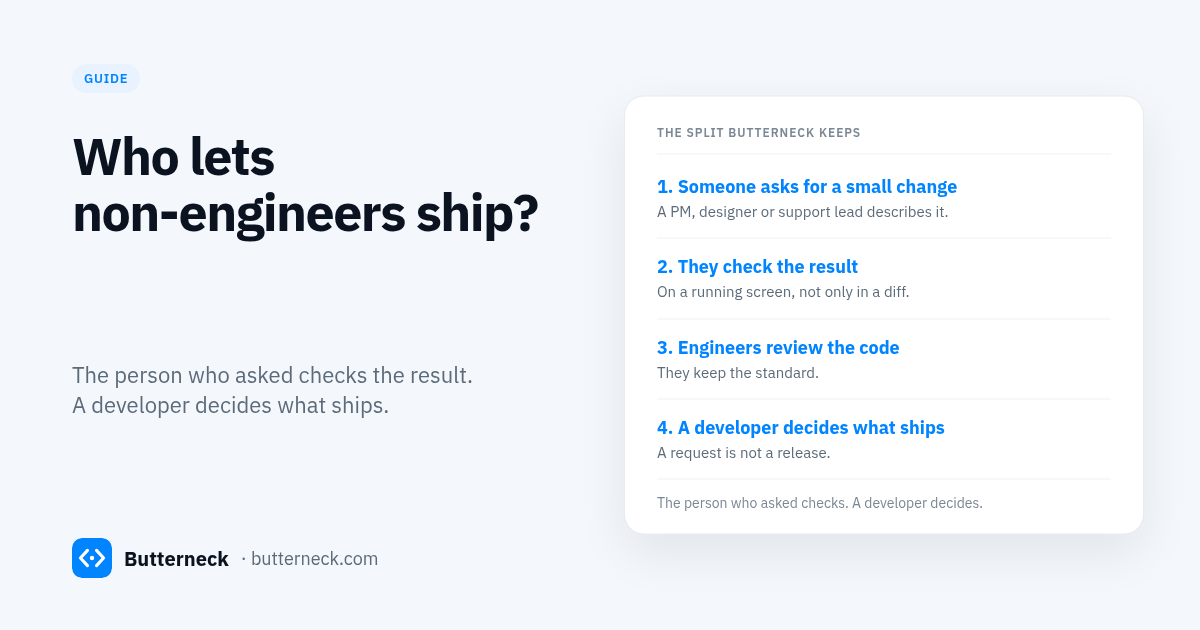 GUIDE
Who lets
non-engineers ship?
The person who asked checks the result.
A developer decides what ships.
Butterneck · butterneck.com
THE SPLIT BUTTERNECK KEEPS
1. Someone asks for a small change
A PM, designer or support lead describes it.
2. They check the result
On a running screen, not only in a diff.
3. Engineers review the code
They keep the standard.
4. A developer decides what ships
A request is not a release.
The person who asked checks. A developer decides.